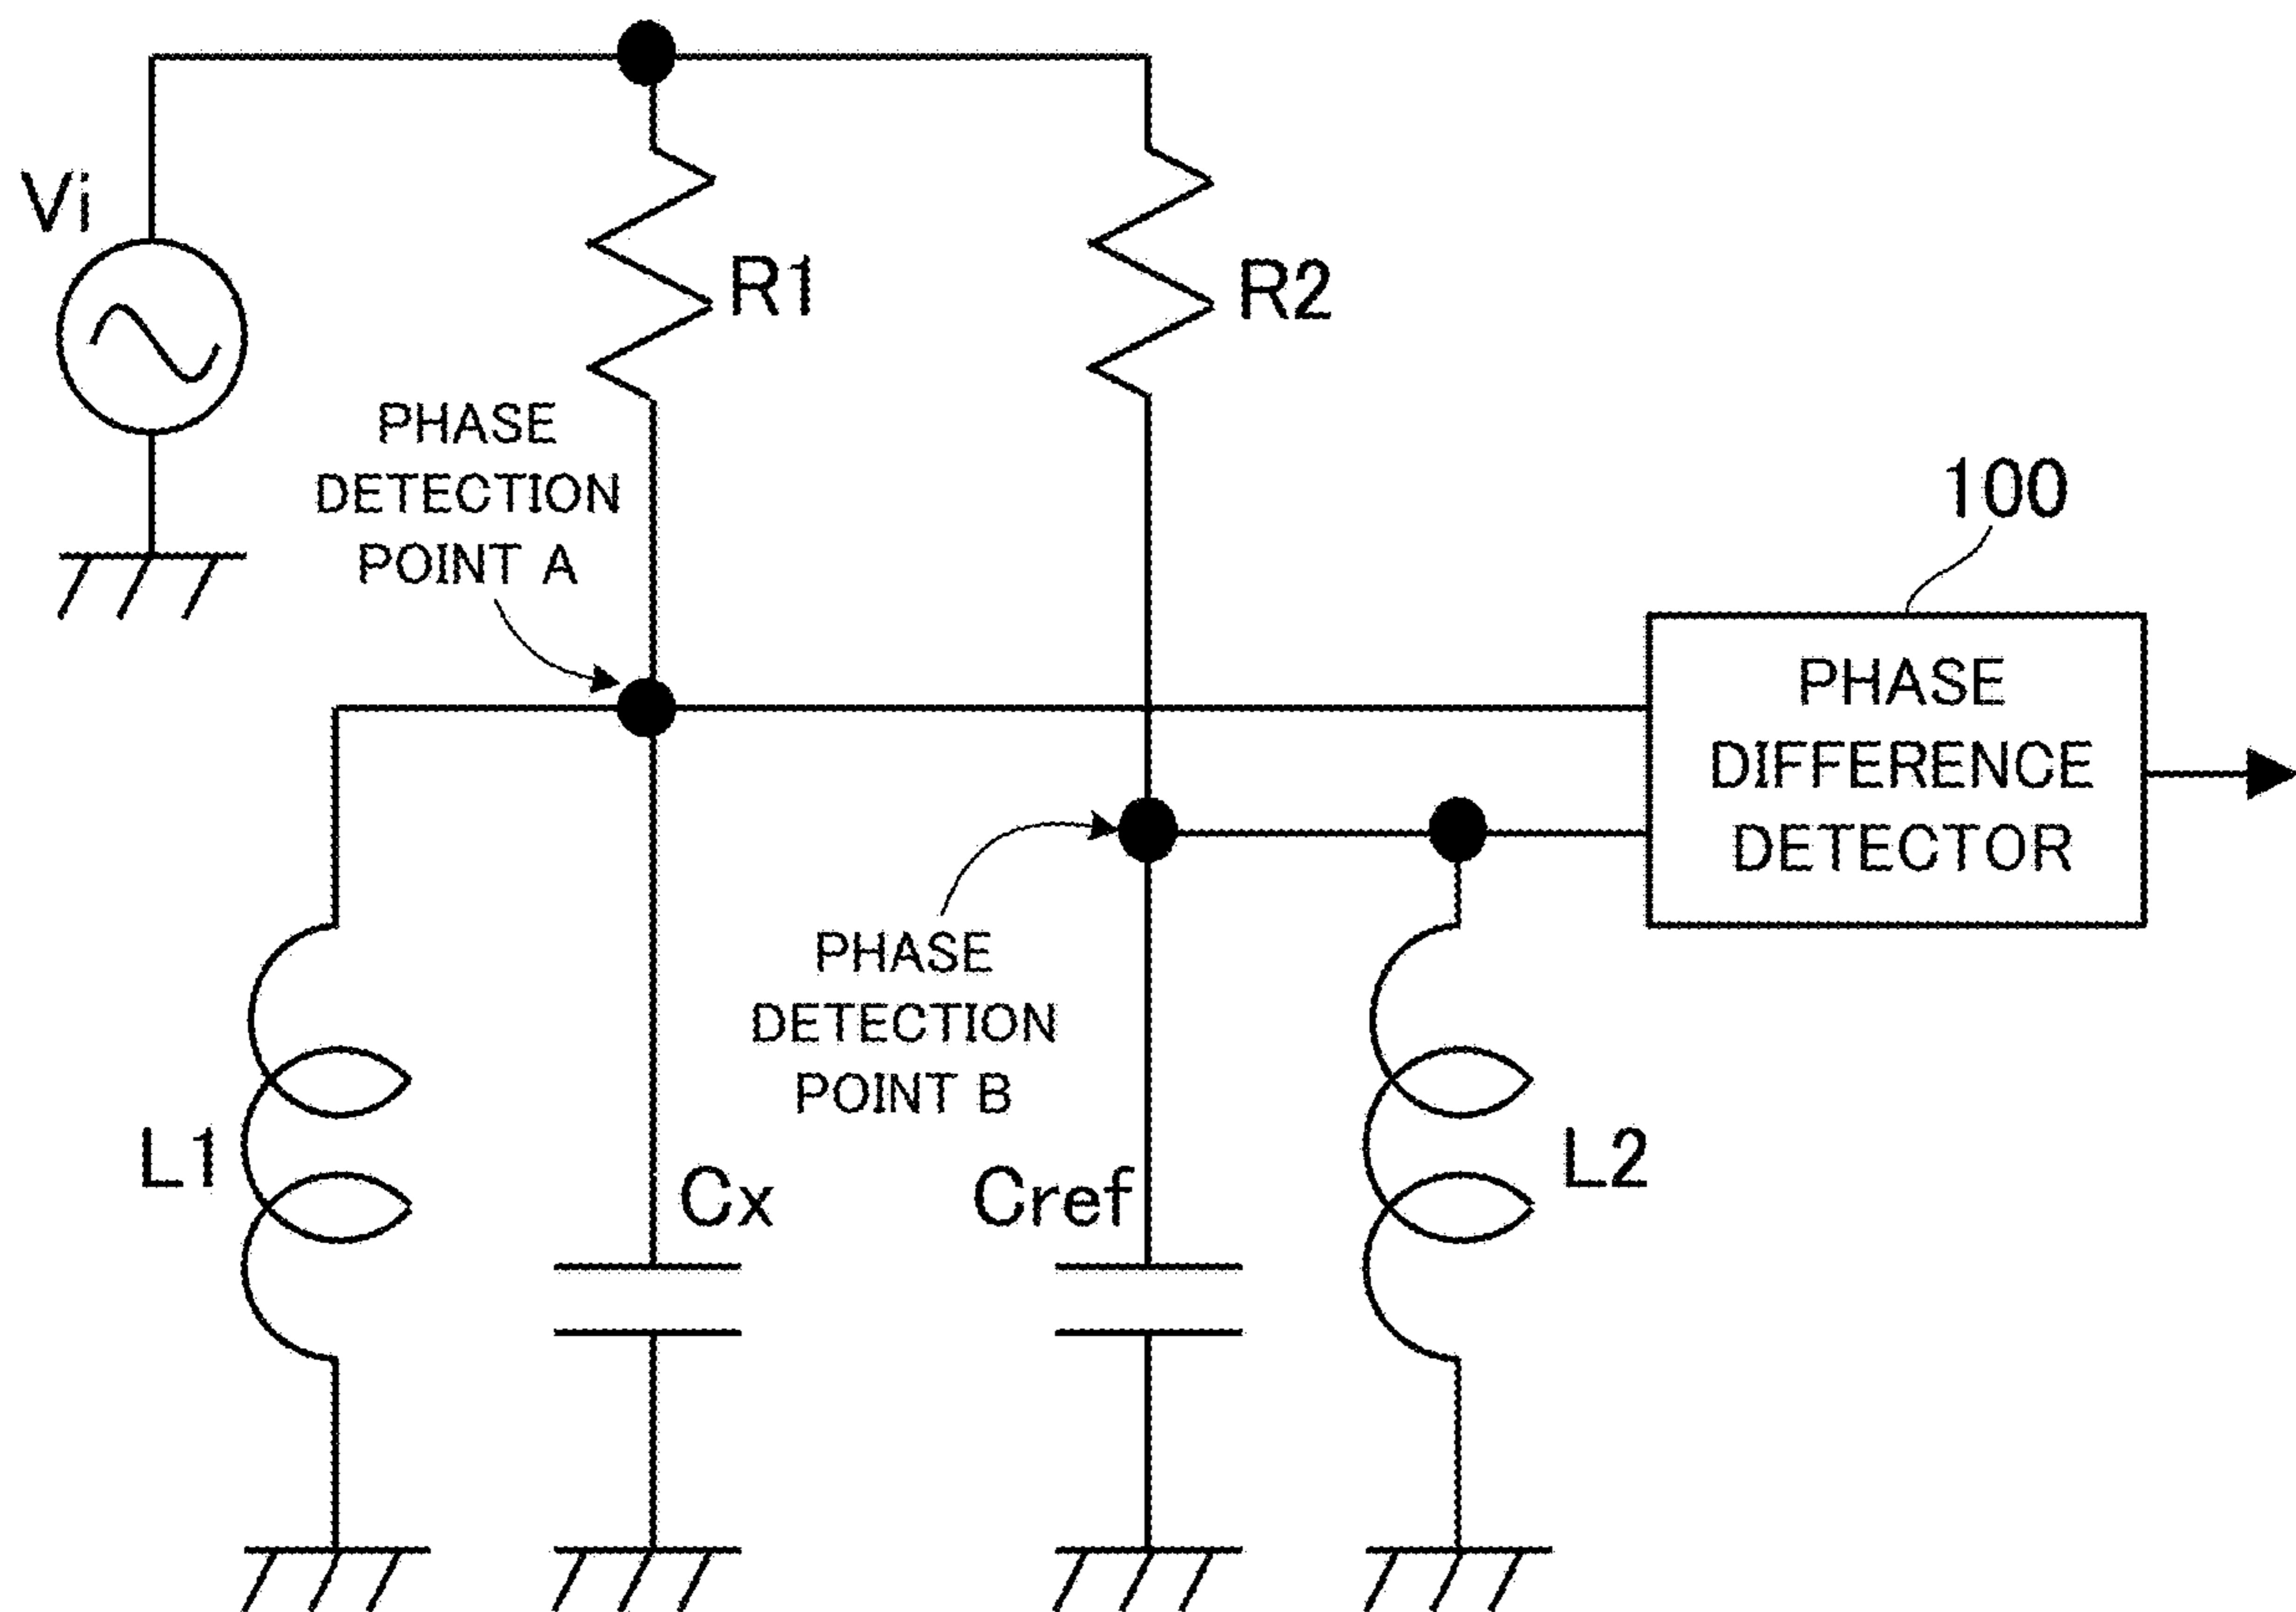 Vi
R1
R2
PHASE
DETECTION
POINT A
100
PHASE
DIFFERENCE
DETECTOR
PHASE
DETECTION
POINT B
L1
Cx
Cref
L2